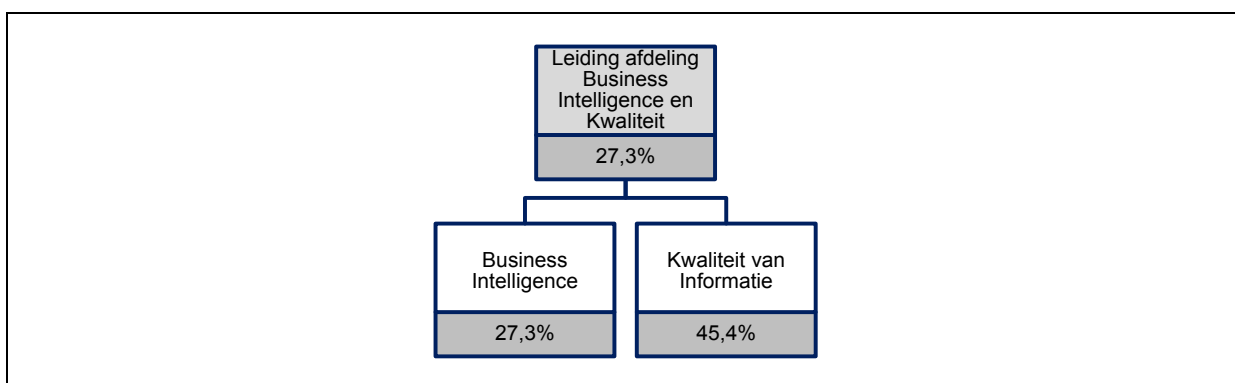 Leiding afdeling
Business
Intelligence en
Kwaliteit
27,3%
Business
Intelligence
27,3%
Kwaliteit van
Informatie
45,4%